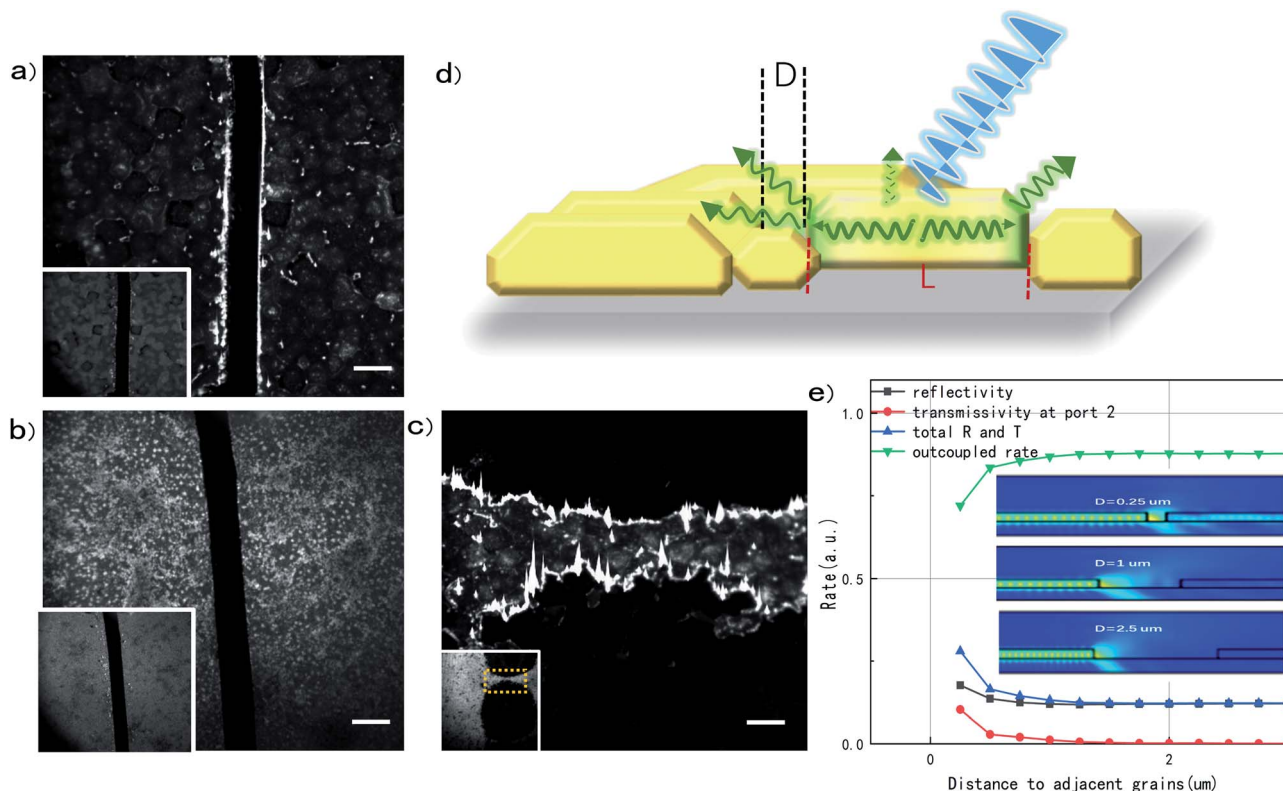 a)
d)
D
L
b)
c)
e)
reflectivity
transmissivity at port 2
total R and T
outcoupled rate
1.0
0.5
0.0
Rate(a.u.)
D=0.25 um
D=1 um
D=2.5 um
0
2
Distance to adjacent grains(um)